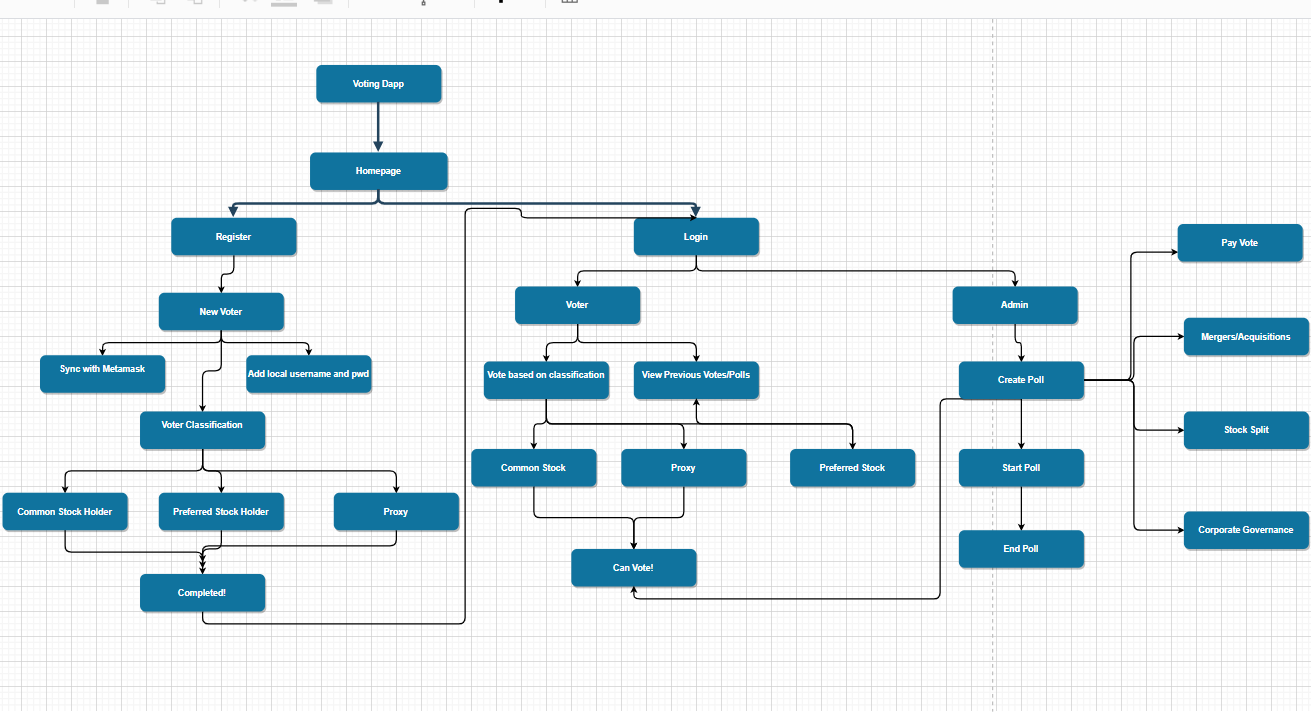 Voting Dapp
Homepage
Register
Login
Pay Vote
New Voter
Voter
Admin
Mergers/Acquisitions
Sync with Metamask
Add local username and pwd
Vote based on classification
View Previous Votes/Polls
Create Poll
Voter Classification
Stock Split
Common Stock
Proxy
Preferred Stock
Start Poll
Common Stock Holder
Preferred Stock Holder
Proxy
Corporate Governance
End Poll
Can Vote!
Completed!